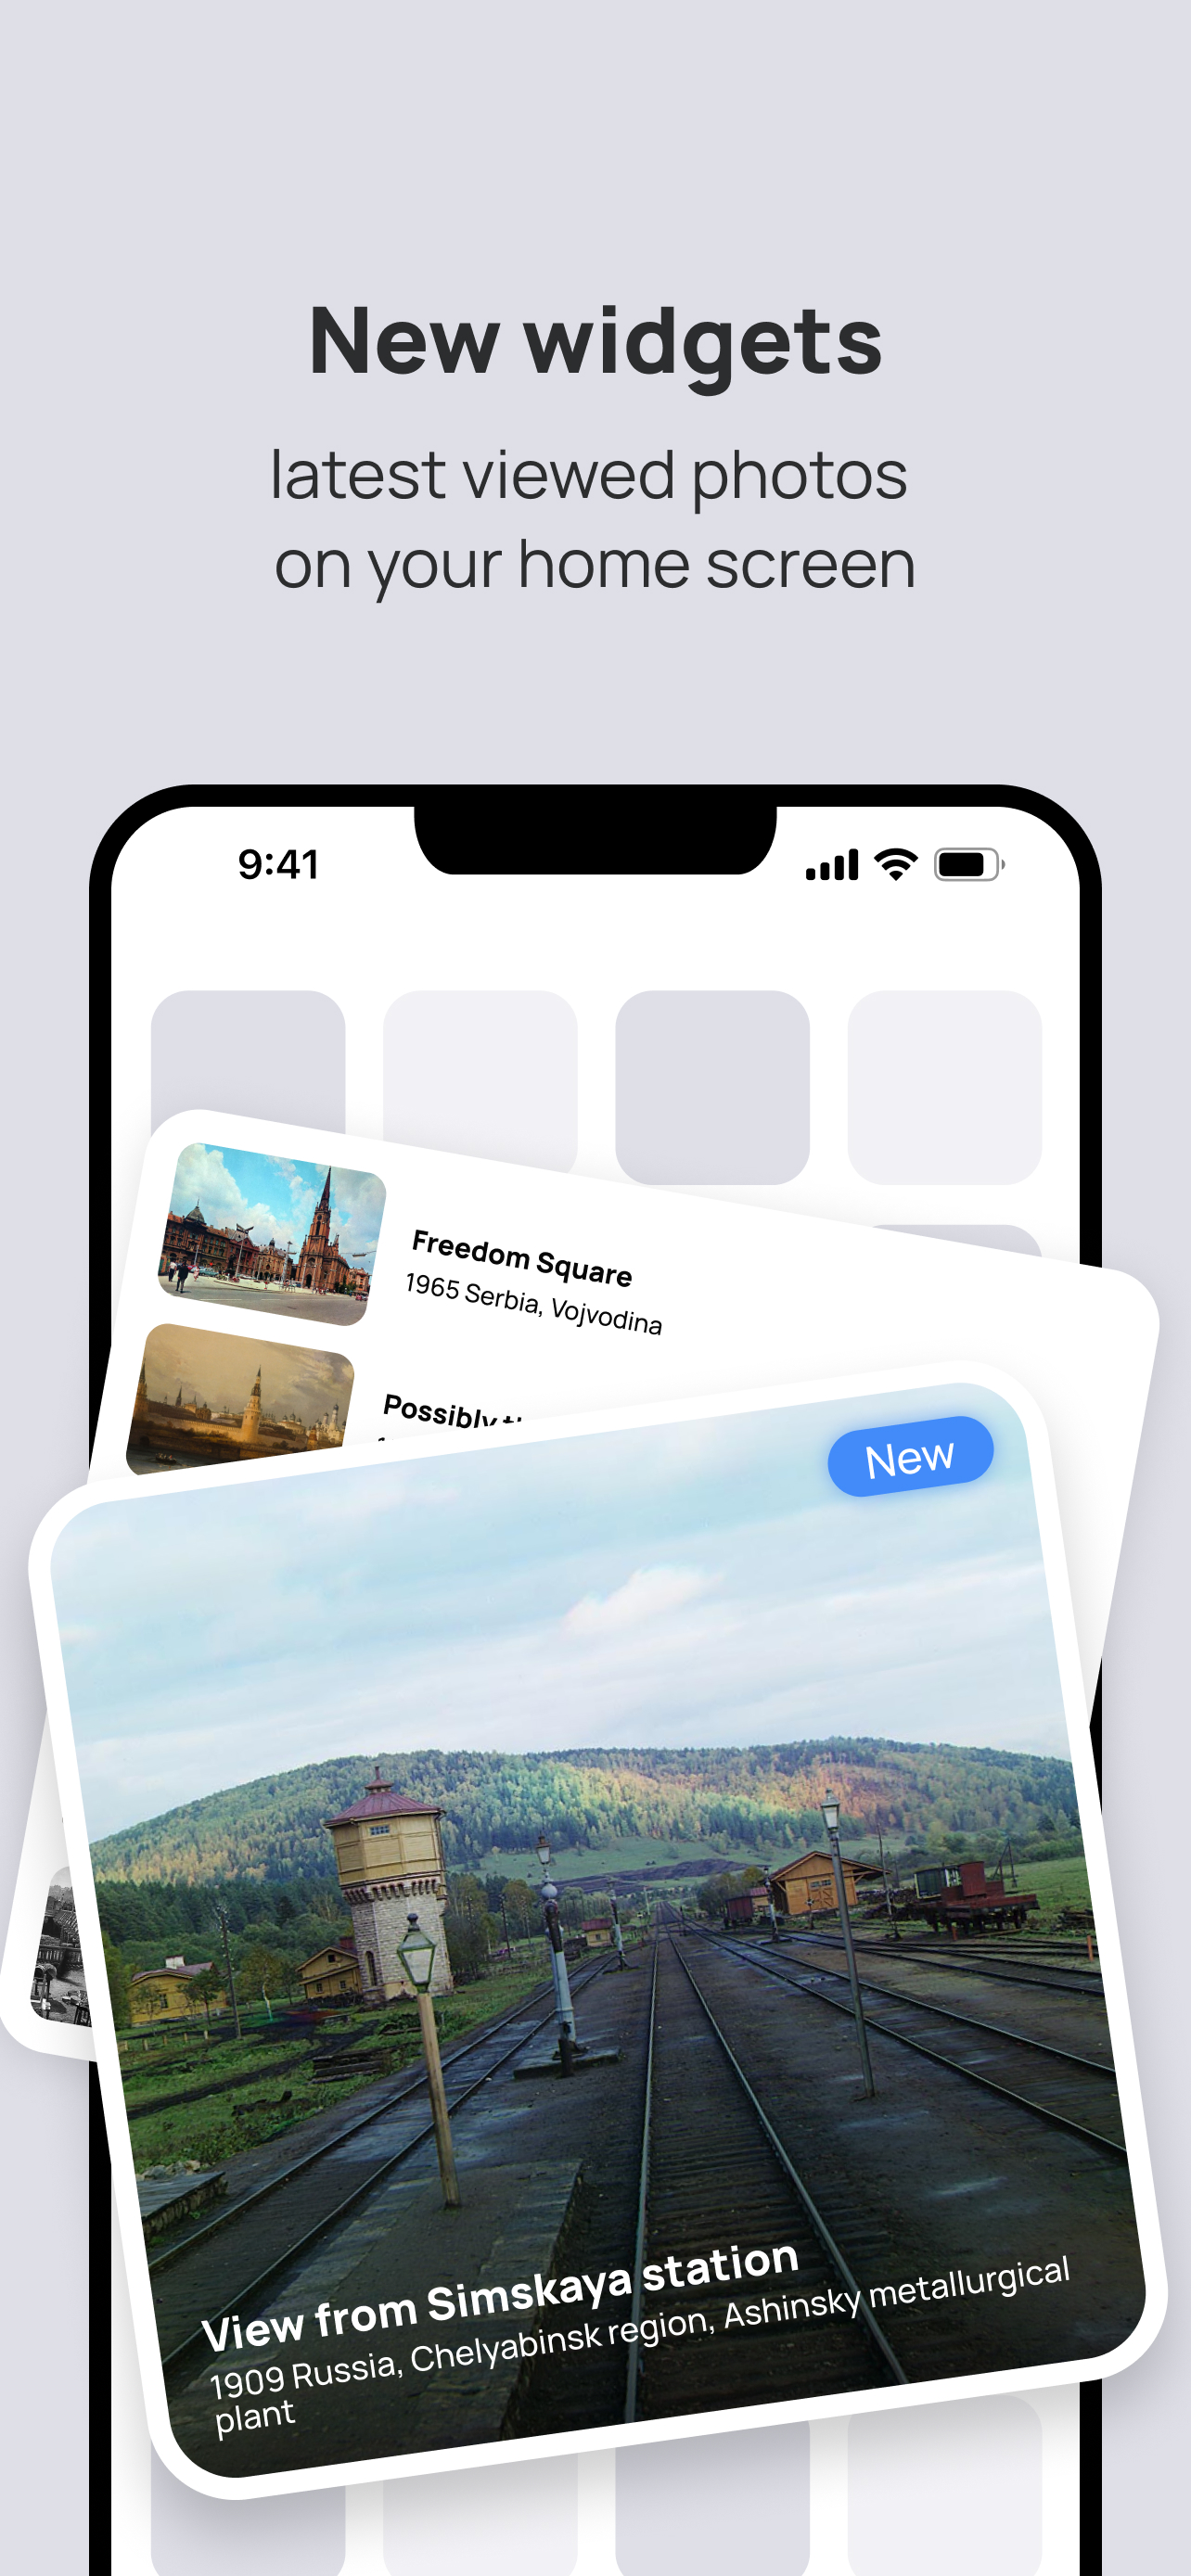 New widgets
latest viewed photos
on your home screen
9:41
Freedom Square
1965 Serbia, Vojvodina
Possibly
New
View from Simskaya station
1909 Russia, Chelyabinsk region, Ashinsky metallurgical
plant